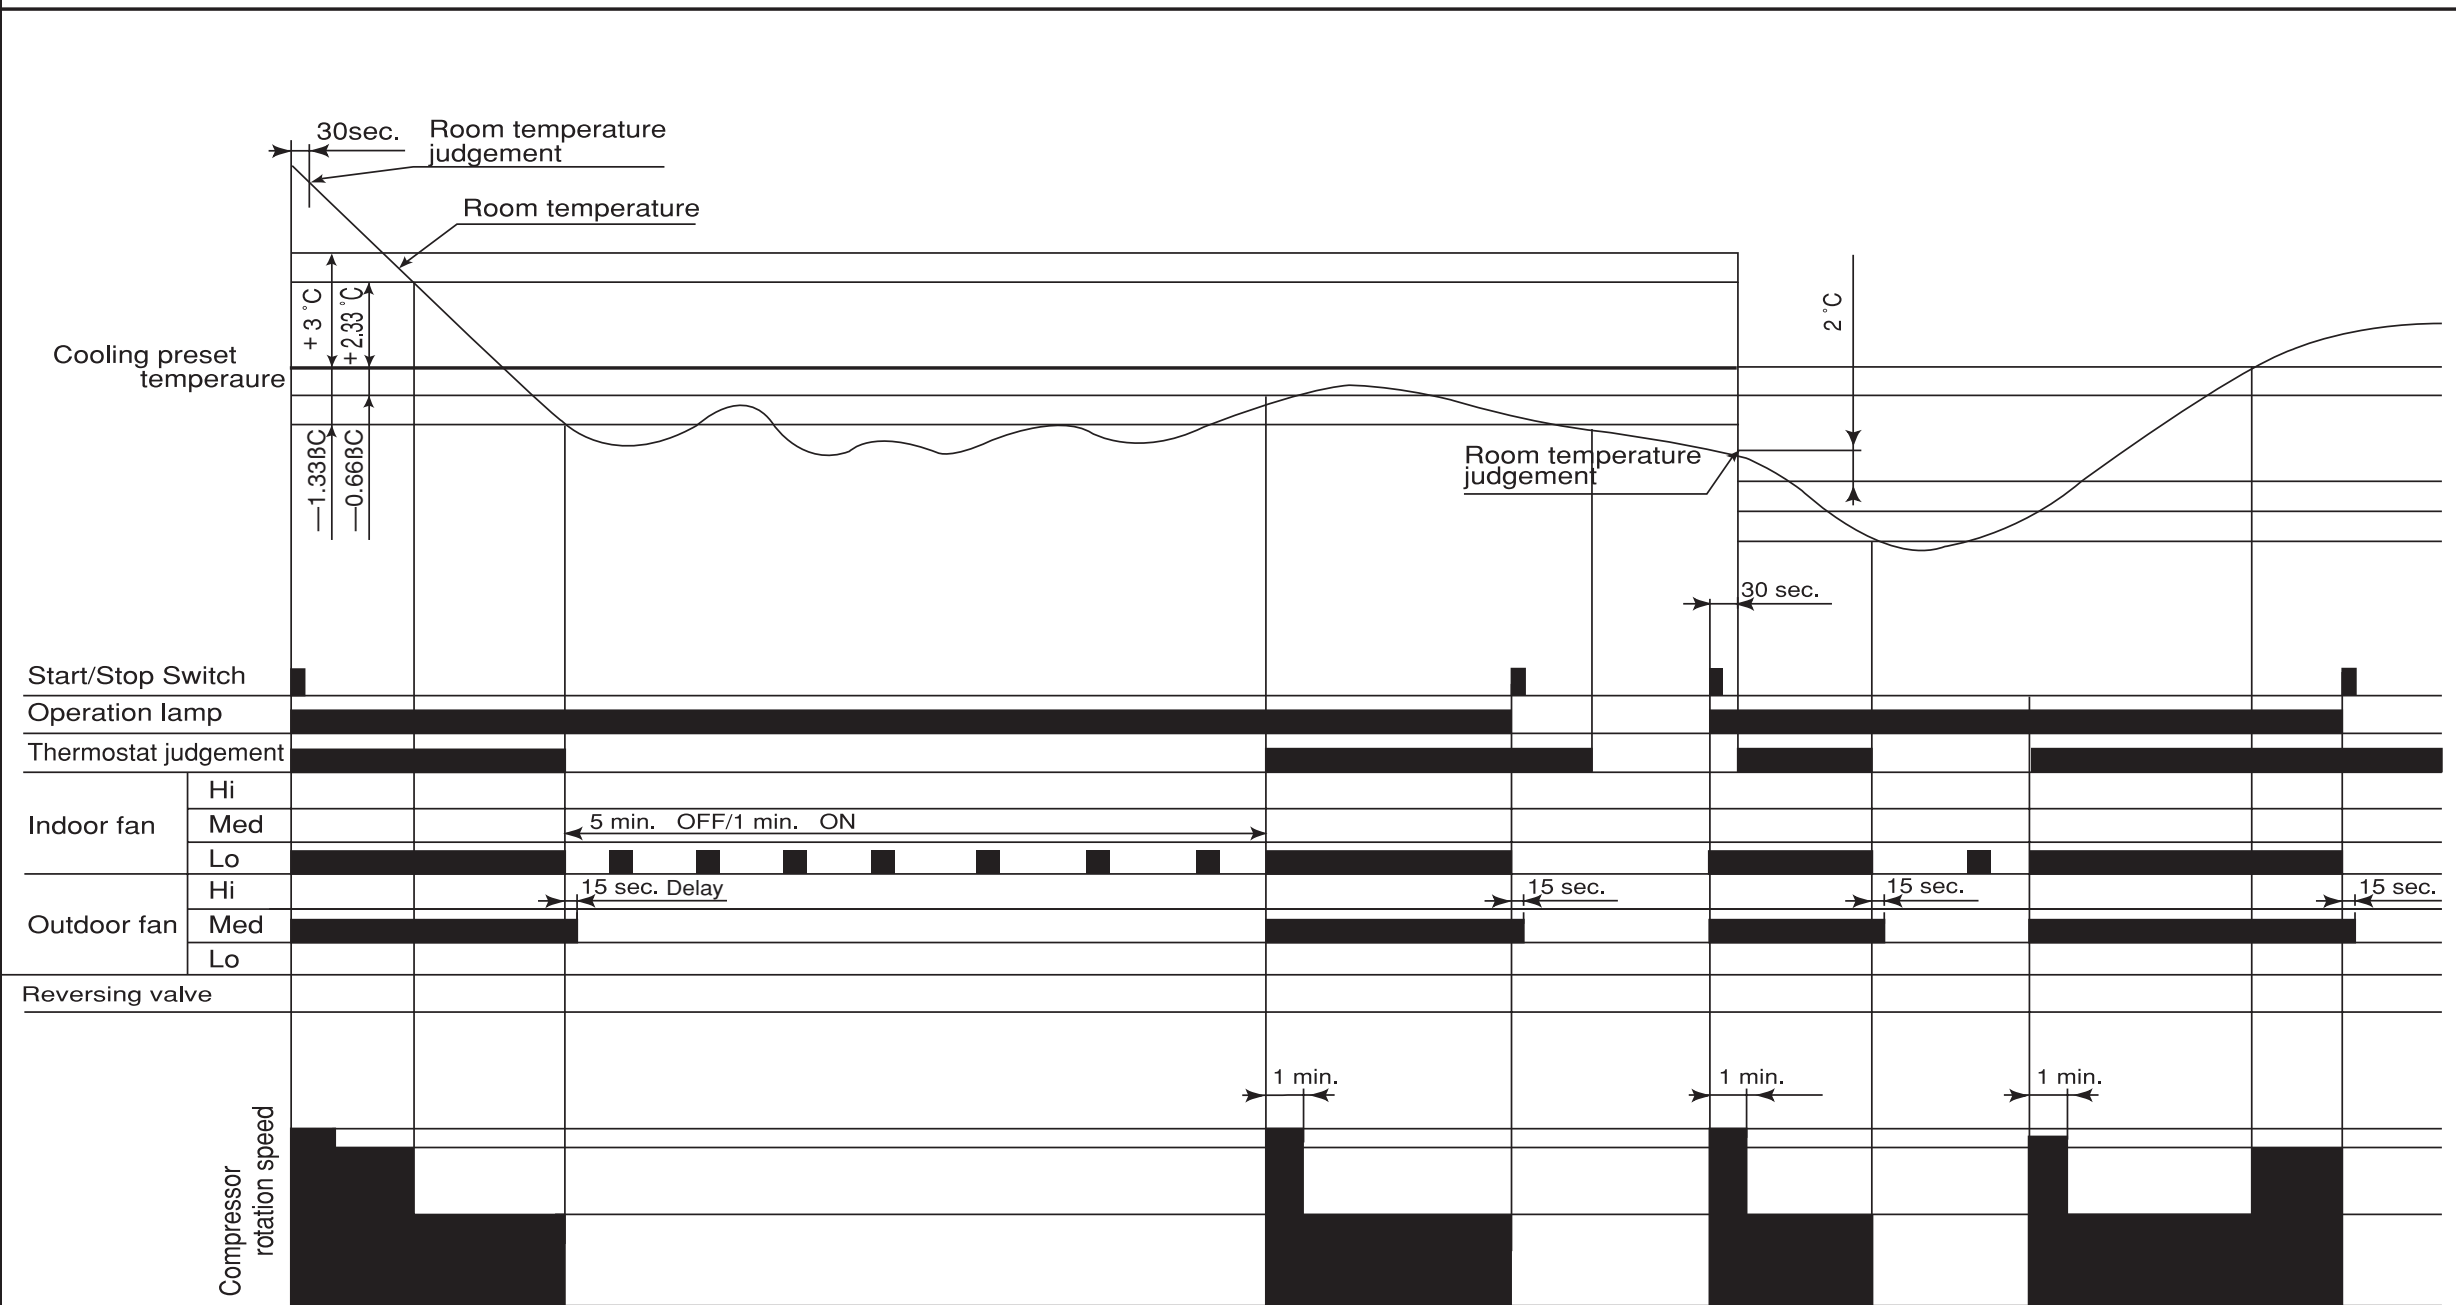 30sec.
Room temperature
judgement
Room temperature
+ 3 ˚C
+ 2.33 ˚C
2 ˚C
Cooling preset
temperaure
—1.33ßC
—0.66ßC
Room temperature
judgement
30 sec.
Start/Stop Switch
Operation lamp
Thermostat judgement
Indoor fan
Hi
Med
Lo
5 min. OFF/1 min. ON
Outdoor fan
Hi
Med
Lo
15 sec. Delay
15 sec.
15 sec.
15 sec.
Reversing valve
1 min.
1 min.
1 min.
Compressor
rotation speed